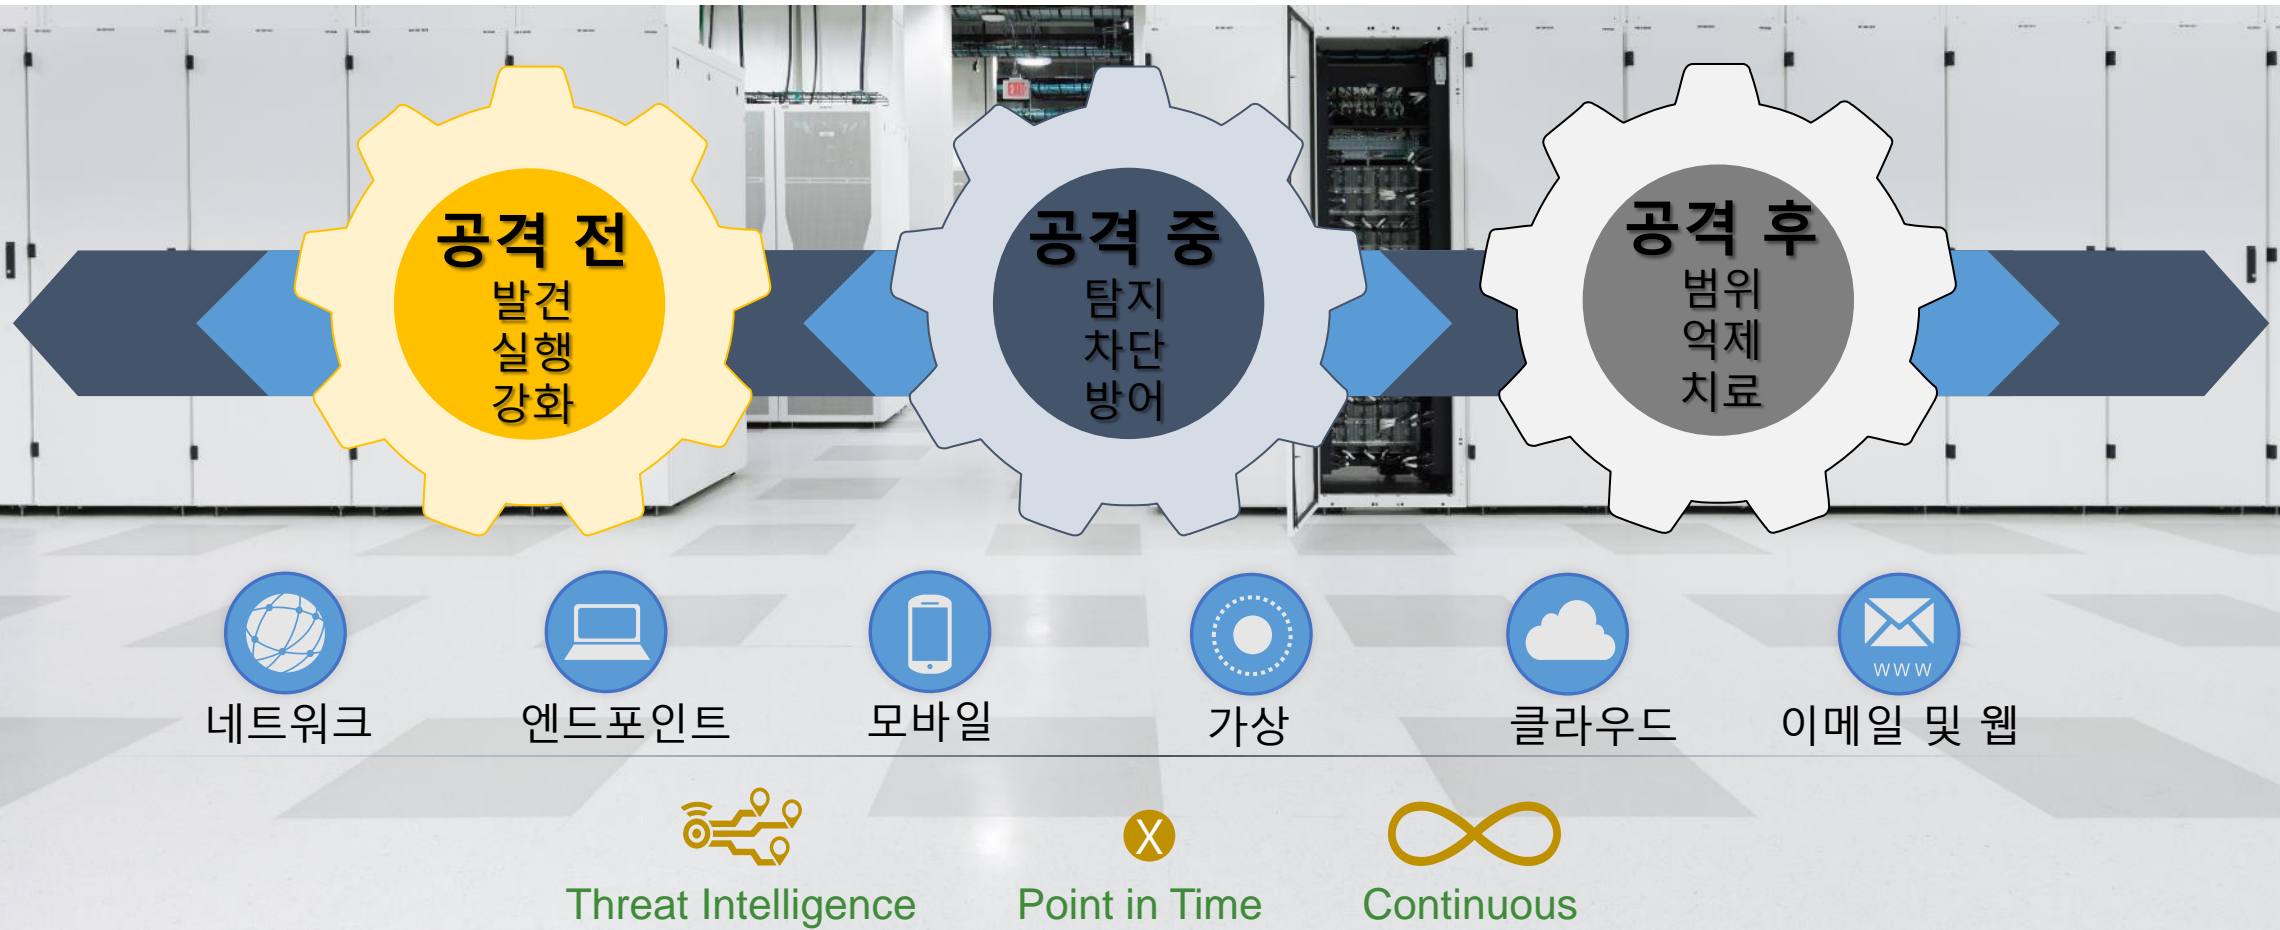 공격 전
발견
실행
강화
공격 중
탐지
차단
방어
공격 후
범위
억제
치료
EXIT
네트워크
엔드포인트
모바일
가상
클라우드
WWW
이메일 및 웹
X
Threat Intelligence
Point in Time
Continuous